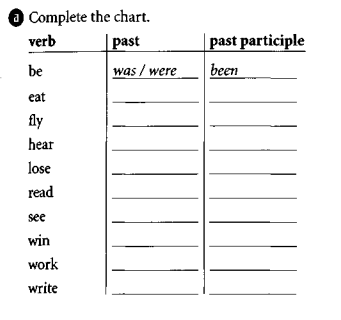 a Complete the chart.
verb past past participle
be was / were been
eat
fly
hear
lose
read
see
win
work
write